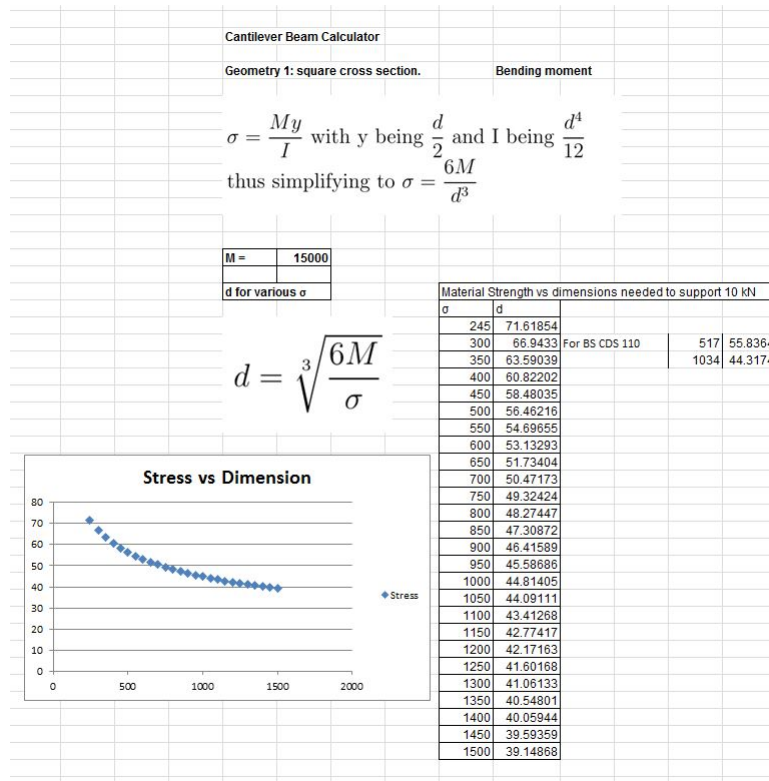 Cantilever Beam Calculator
Geometry 1: square cross section. Bending moment
σ = My/I with y being d/2 and I being d⁴/12
thus simplifying to σ = 6M/d³
M = 15000
d for various σ
d = ∛(6M/σ)
Material Strength vs dimensions needed to support 10 kN
σ d
245 71.61854
300 66.9433 For BS CDS 110 517 55.836
350 63.59039 1034 44.317
400 60.82202
450 58.48035
500 56.46216
550 54.69655
600 53.13293
650 51.73404
700 50.47173
750 49.32424
800 48.27447
850 47.30872
900 46.41589
950 45.58686
1000 44.81405
1050 44.09111
1100 43.41268
1150 42.77417
1200 42.17163
1250 41.60168
1300 41.06133
1350 40.54801
1400 40.05944
1450 39.59359
1500 39.14868
Stress vs Dimension
80
70
60
50
40
30
20
10
0
0 500 1000 1500 2000
Stress